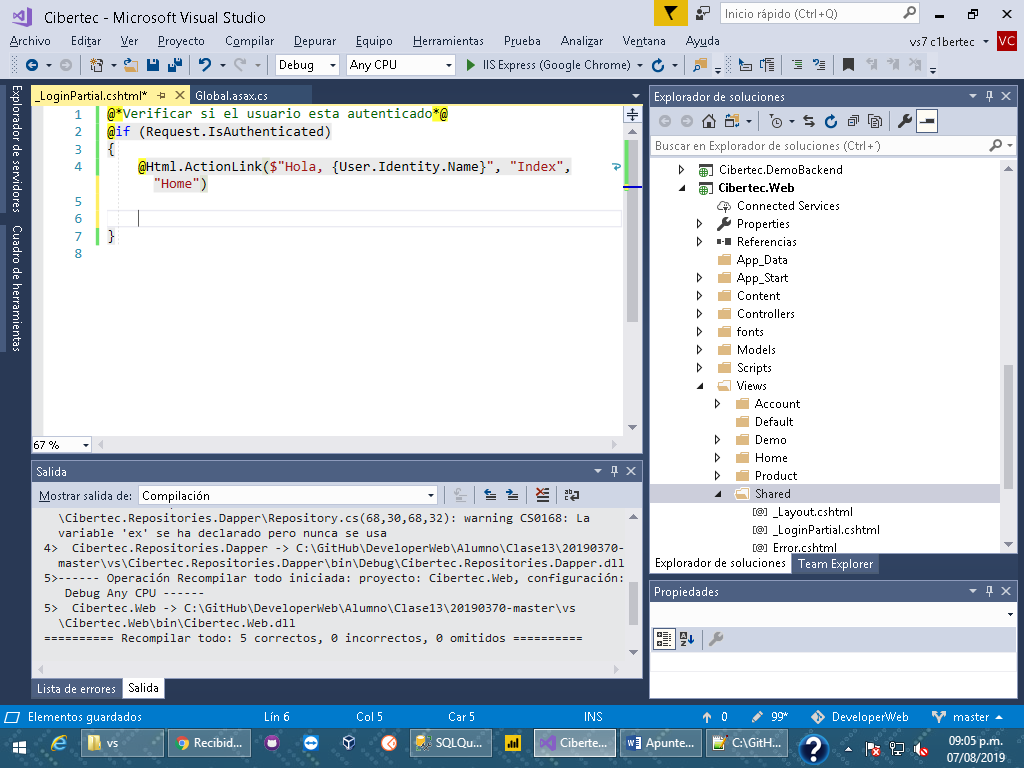 Cibertec - Microsoft Visual Studio
Inicio rápido (Ctrl+Q)
Archivo Editar Ver Proyecto Compilar Depurar Equipo Herramientas Prueba Analizar Ventana Ayuda
vs7 c1bertec
VC
Debug Any CPU IIS Express (Google Chrome)
Explorador de servidores
Cuadro de herramientas
_LoginPartial.cshtml* Global.asax.cs
1 @*Verificar si el usuario esta autenticado*@
2 @if (Request.IsAuthenticated)
3 {
4 @Html.ActionLink($"Hola, {User.Identity.Name}", "Index",
"Home")
5
6
7 }
8
67 %
Salida
Mostrar salida de: Compilación
\Cibertec.Repositories.Dapper\Repository.cs(68,30,68,32): warning CS0168: La
variable 'ex' se ha declarado pero nunca se usa
4> Cibertec.Repositories.Dapper -> C:\GitHub\DeveloperWeb\Alumno\Clase13\20190370-
master\vs\Cibertec.Repositories.Dapper\bin\Debug\Cibertec.Repositories.Dapper.dll
5>------ Operación Recompilar todo iniciada: proyecto: Cibertec.Web, configuración:
Debug Any CPU ------
5> Cibertec.Web -> C:\GitHub\DeveloperWeb\Alumno\Clase13\20190370-master\vs
\Cibertec.Web\bin\Cibertec.Web.dll
========== Recompilar todo: 5 correctos, 0 incorrectos, 0 omitidos ==========
Lista de errores Salida
Explorador de soluciones
Buscar en Explorador de soluciones (Ctrl+´)
Cibertec.DemoBackend
Cibertec.Web
Connected Services
Properties
Referencias
App_Data
App_Start
Content
Controllers
fonts
Models
Scripts
Views
Account
Default
Demo
Home
Product
Shared
_Layout.cshtml
_LoginPartial.cshtml
Error.cshtml
Explorador de soluciones Team Explorer
Propiedades
Elementos guardados Lín 6 Col 5 Car 5 INS 0 99* DeveloperWeb master
vs Recibid... SQLQu... Ciberte... Apunte... C:\GitH...
09:05 p.m.
07/08/2019